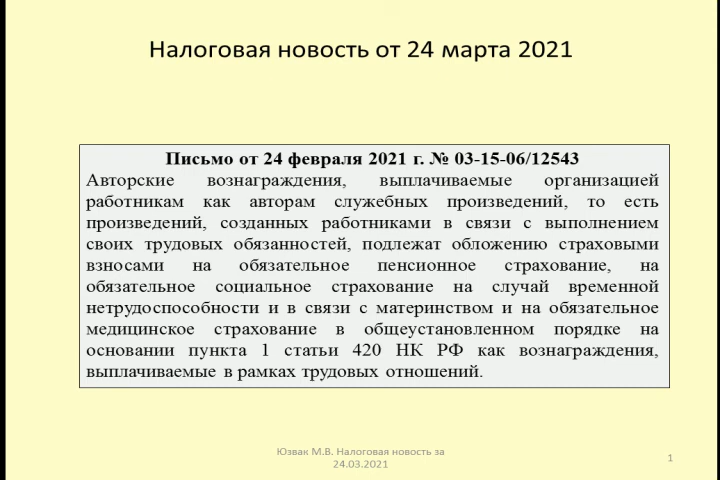 Налоговая новость от 24 марта 2021
Письмо от 24 февраля 2021 г. № 03-15-06/12543
Авторские вознаграждения, выплачиваемые организацией
работникам как авторам служебных произведений, то есть
произведений, созданных работниками в связи с выполнением
своих трудовых обязанностей, подлежат обложению страховыми
взносами на обязательное пенсионное страхование, на
обязательное социальное страхование на случай временной
нетрудоспособности и в связи с материнством и на обязательное
медицинское страхование в общеустановленном порядке на
основании пункта 1 статьи 420 НК РФ как вознаграждения,
выплачиваемые в рамках трудовых отношений.
Юзвак М.В. Налоговая новость за
24.03.2021
1